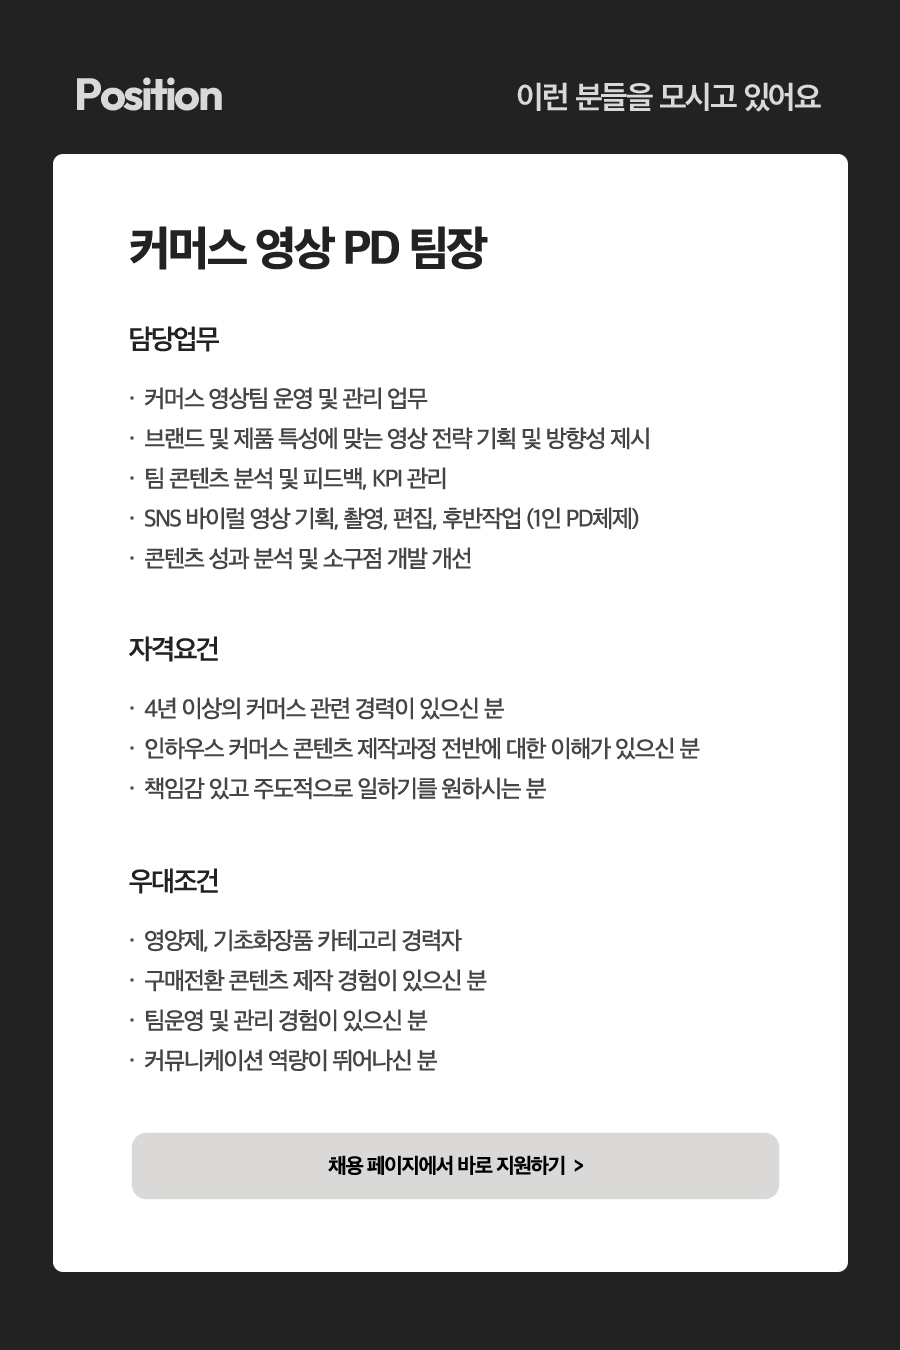 Position
이런 분들을 모시고 있어요
커머스 영상 PD 팀장
담당업무
· 커머스 영상팀 운영 및 관리 업무
· 브랜드 및 제품 특성에 맞는 영상 전략 기획 및 방향성 제시
· 팀 콘텐츠 분석 및 피드백, KPI 관리
· SNS 바이럴 영상 기획, 촬영, 편집, 후반작업 (1인 PD체제)
· 콘텐츠 성과 분석 및 소구점 개발 개선
자격요건
· 4년 이상의 커머스 관련 경력이 있으신 분
· 인하우스 커머스 콘텐츠 제작과정 전반에 대한 이해가 있으신 분
· 책임감 있고 주도적으로 일하기를 원하시는 분
우대조건
· 영양제, 기초화장품 카테고리 경력자
· 구매전환 콘텐츠 제작 경험이 있으신 분
· 팀운영 및 관리 경험이 있으신 분
· 커뮤니케이션 역량이 뛰어나신 분
채용 페이지에서 바로 지원하기 >